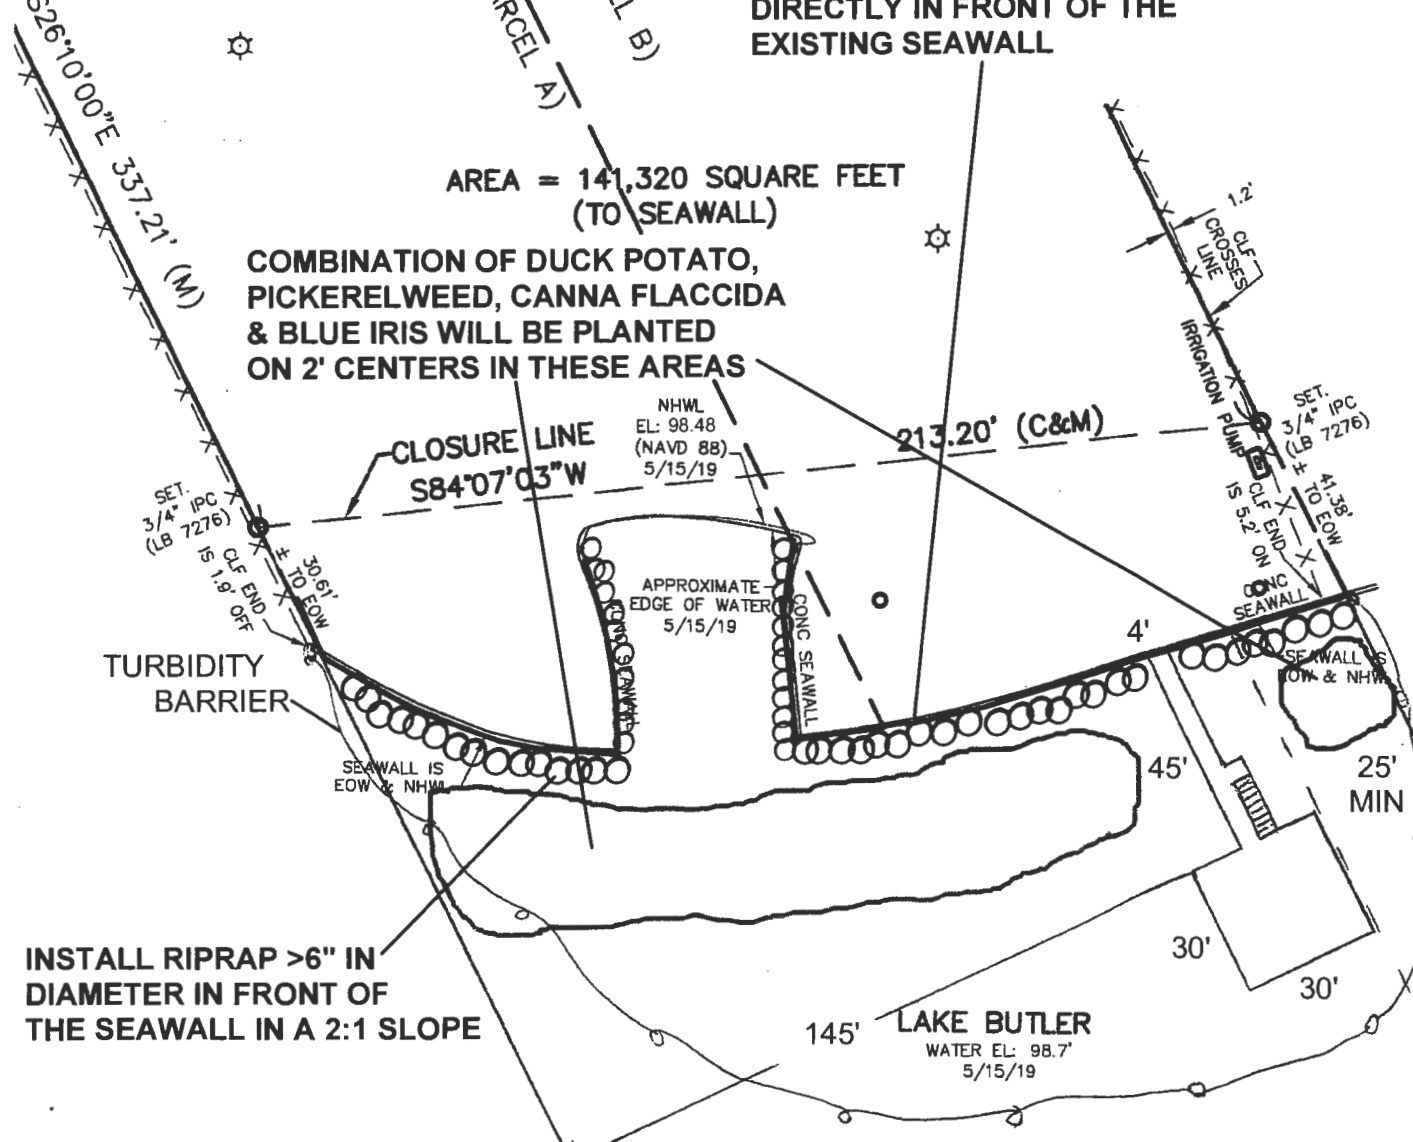 DIRECTLY IN FRONT OF THE
EXISTING SEAWALL
S26°10'00"E 337.21' (M)
RCEL A)
EL B)
AREA = 141,320 SQUARE FEET
(TO SEAWALL)
COMBINATION OF DUCK POTATO,
PICKERELWEED, CANNA FLACCIDA
& BLUE IRIS WILL BE PLANTED
ON 2' CENTERS IN THESE AREAS
1.2'
CLF
CROSSES
LINE
IRRIGATION PUMP
SET.
3/4" IPC
(LB 7276)
41.38'
± TO EOW
CLF END
IS 5.2' ON
NHWL
EL: 98.48
(NAVD 88)
5/15/19
213.20' (C&M)
CLOSURE LINE
S84°07'03"W
SET.
3/4" IPC
(LB 7276)
30.61'
± TO EOW
CLF END
IS 1.9' OFF
APPROXIMATE
EDGE OF WATER
5/15/19
CONC SEAWALL
CONC SEAWALL
CONC
SEAWALL
4'
SEAWALL IS
EOW & NHWL
TURBIDITY
BARRIER
SEAWALL IS
EOW & NHWL
45'
25'
MIN
INSTALL RIPRAP >6" IN
DIAMETER IN FRONT OF
THE SEAWALL IN A 2:1 SLOPE
30'
30'
145'
LAKE BUTLER
WATER EL: 98.7'
5/15/19